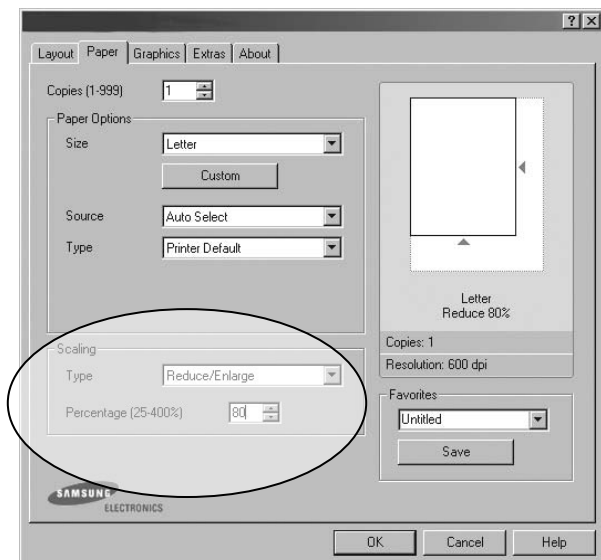 ? X
Layout Paper Graphics Extras About
Copies (1-999) 1
Paper Options
Size Letter
Custom
Source Auto Select
Type Printer Default
Letter
Reduce 80%
Copies: 1
Resolution: 600 dpi
Scaling
Type Reduce/Enlarge
Percentage (25-400%) 80
Favorites
Untitled
Save
SAMSUNG
ELECTRONICS
OK Cancel Help